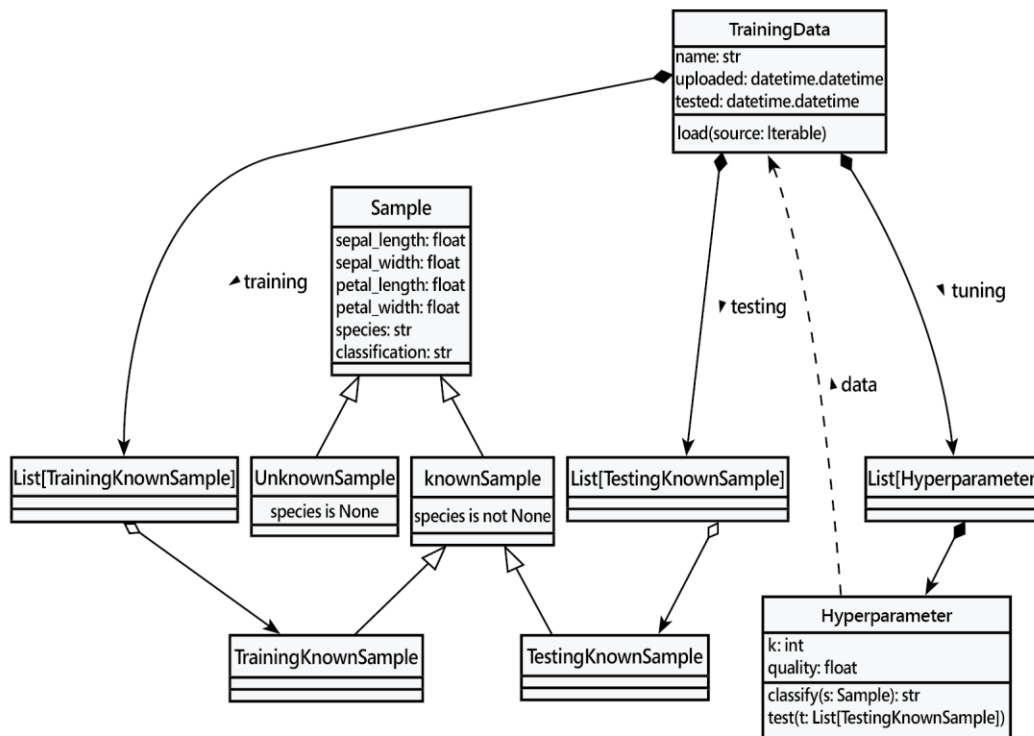 TrainingData
name: str
uploaded: datetime.datetime
tested: datetime.datetime
load(source: Iterable)
Sample
sepal_length: float
sepal_width: float
petal_length: float
petal_width: float
species: str
classification: str
training
testing
tuning
data
List[TrainingKnownSample]
UnknownSample
species is None
knownSample
species is not None
List[TestingKnownSample]
List[Hyperparameter
TrainingKnownSample
TestingKnownSample
Hyperparameter
k: int
quality: float
classify(s: Sample): str
test(t: List[TestingKnownSample])